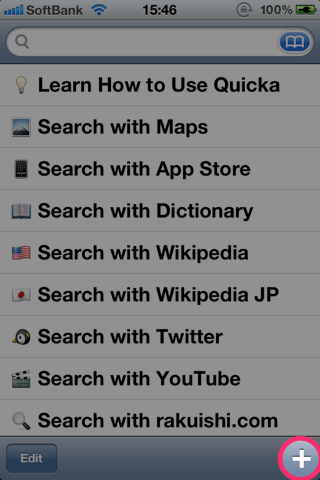 SoftBank 15:46 100%
Learn How to Use Quicka
Search with Maps
Search with App Store
Search with Dictionary
Search with Wikipedia
Search with Wikipedia JP
Search with Twitter
Search with YouTube
Search with rakuishi.com
Edit